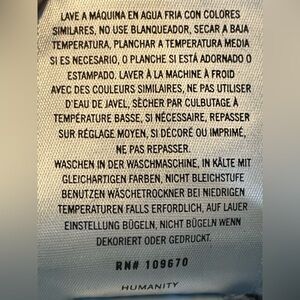 LAVE A MÁQUINA EN AGUA FRIA CON COLORES
SIMILARES, NO USE BLANQUEADOR, SECAR A BAJA
TEMPERATURA, PLANCHAR A TEMPERATURA MEDIA
SI ES NECESARIO, O PLANCHE SI ESTÁ ADORNADO O
ESTAMPADO. LAVER À LA MACHINE À FROID
AVEC DES COULEURS SIMILAIRES, NE PAS UTILISER
D'EAU DE JAVEL, SÈCHER PAR CULBUTAGE À
TEMPÉRATURE BASSE, SI NÉCESSAIRE, REPASSER
SUR RÉGLAGE MOYEN, SI DÉCORÉ OU IMPRIMÉ,
NE PAS REPASSER.
WASCHEN IN DER WASCHMASCHINE, IN KÄLTE MIT
GLEICHARTIGEN FARBEN, NICHT BLEICHSTUFE
BENUTZEN WÄSCHETROCKNER BEI NIEDRIGEN
TEMPERATUREN FALLS ERFORDLICH, AUF LAUER
EINSTELLUNG BÜGELN, NICHT BÜGELN WENN
DEKORIERT ODER GEDRUCKT.
RN# 109670
HUMANITY